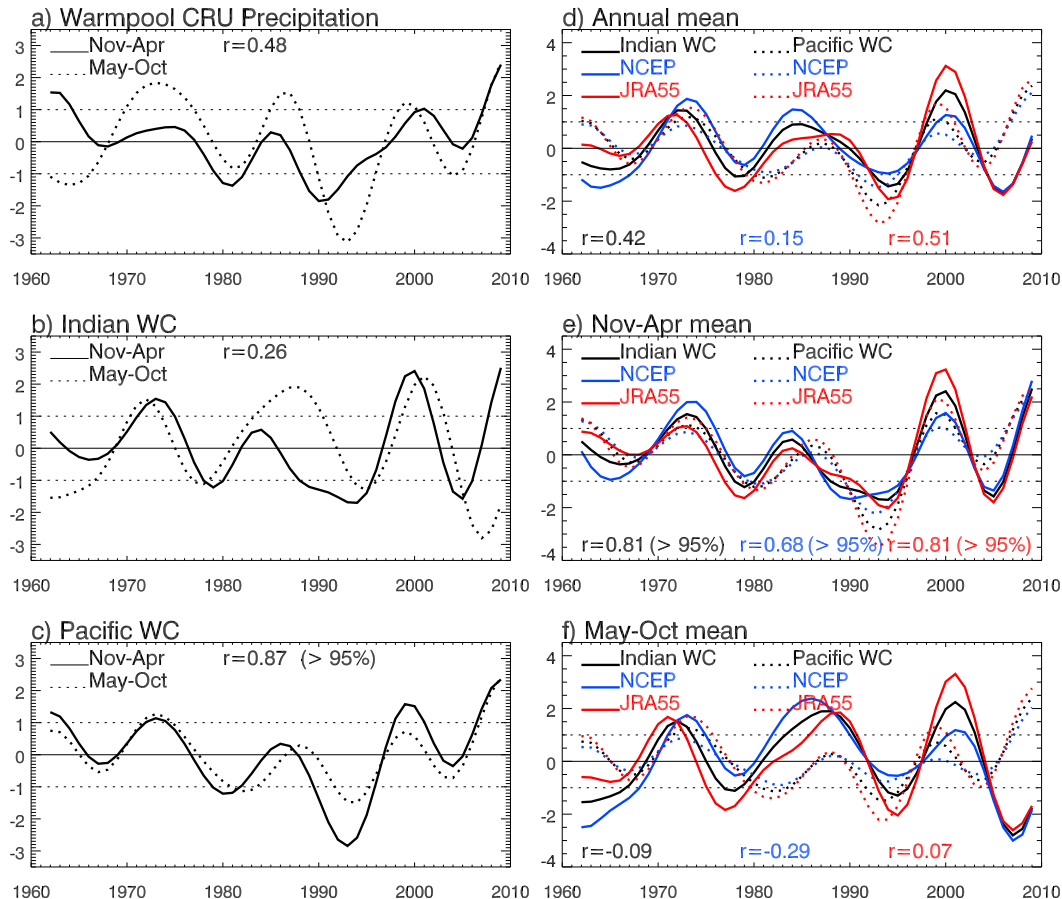 a) Warmpool CRU Precipitation
Nov-Apr r=0.48
May-Oct
3
2
1
0
-1
-2
-3
1960 1970 1980 1990 2000 2010
b) Indian WC
Nov-Apr r=0.26
May-Oct
3
2
1
0
-1
-2
-3
1960 1970 1980 1990 2000 2010
c) Pacific WC
Nov-Apr r=0.87 (> 95%)
May-Oct
3
2
1
0
-1
-2
-3
1960 1970 1980 1990 2000 2010
d) Annual mean
Indian WC Pacific WC
NCEP NCEP
JRA55 JRA55
4
2
0
-2
-4
r=0.42 r=0.15 r=0.51
1960 1970 1980 1990 2000 2010
e) Nov-Apr mean
Indian WC Pacific WC
NCEP NCEP
JRA55 JRA55
4
2
0
-2
-4
r=0.81 (> 95%) r=0.68 (> 95%) r=0.81 (> 95%)
1960 1970 1980 1990 2000 2010
f) May-Oct mean
Indian WC Pacific WC
NCEP NCEP
JRA55 JRA55
4
2
0
-2
-4
r=-0.09 r=-0.29 r=0.07
1960 1970 1980 1990 2000 2010